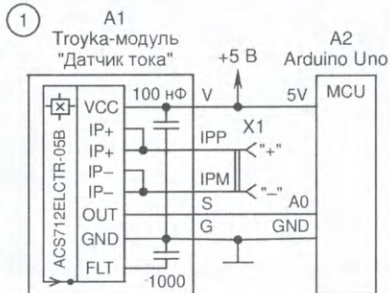 1
A1
Troyka-модуль
"Датчик тока"
+5 В
A2
Arduino Uno
ACS712ELCTR-05B
VCC
IP+
IP+
IP–
IP–
OUT
GND
FLT
100 нФ
1000
V
IPP
IPM
S
G
X1
"+"
"–"
5V
MCU
A0
GND